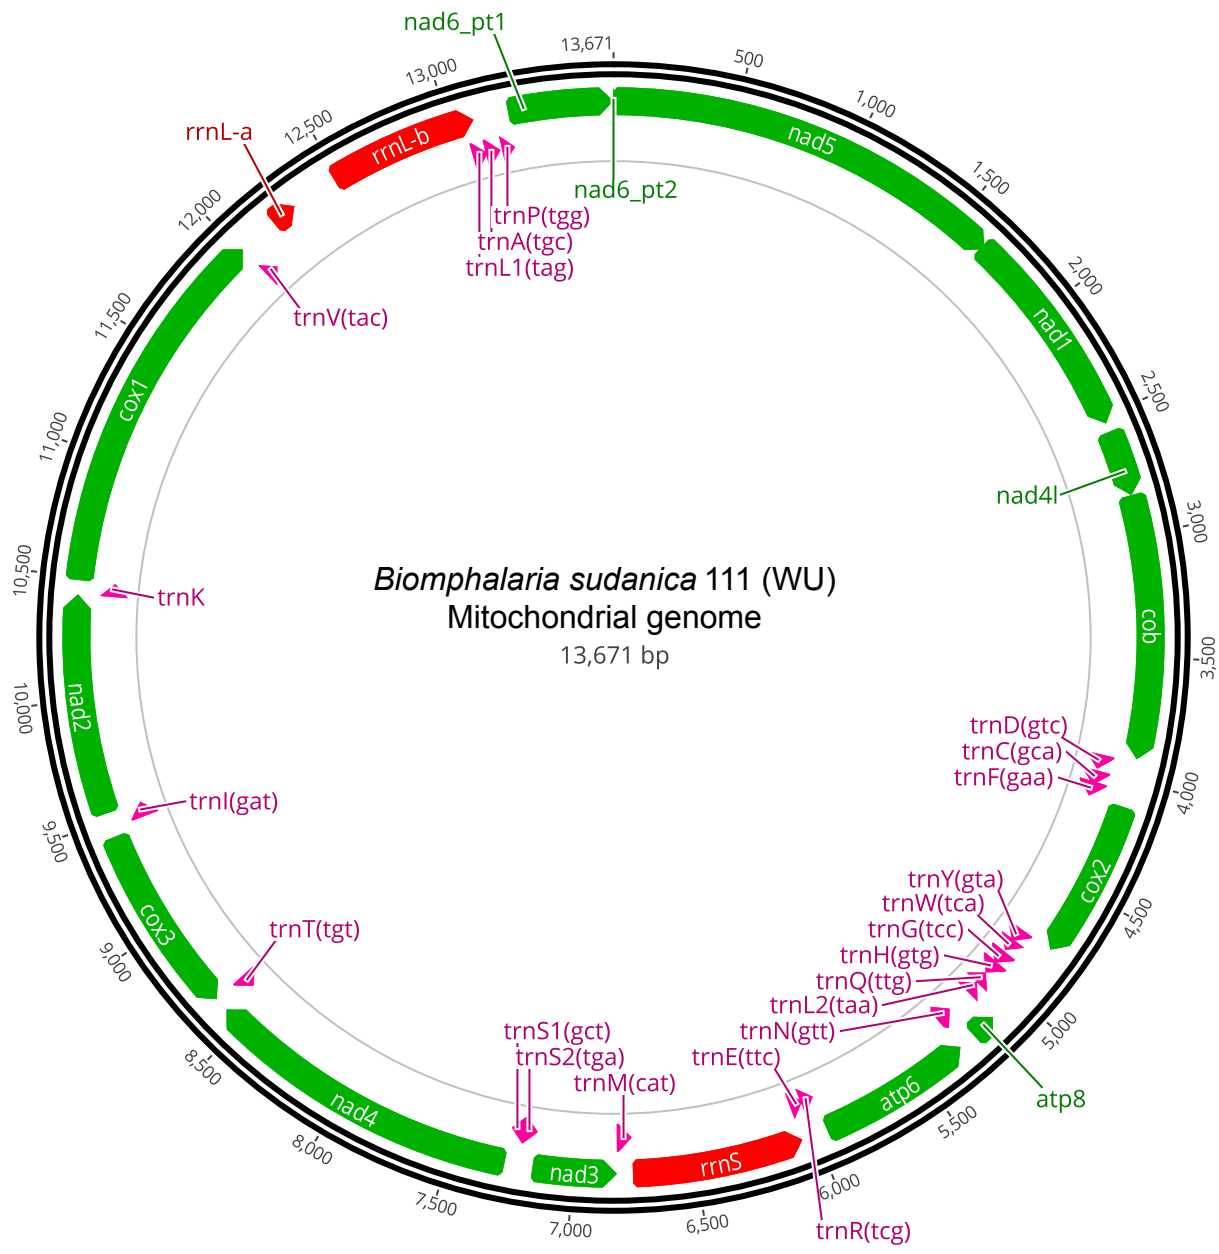 nad6_pt1
13,671
500
13,000
1,000
nad5
rrnL-a
12,500
rrnL-b
1,500
nad6_pt2
12,000
trnP(tgg)
trnA(tgc)
trnL1(tag)
2,000
trnV(tac)
11,500
nad1
2,500
cox1
11,000
nad4l
3,000
10,500
Biomphalaria sudanica 111 (WU)
Mitochondrial genome
13,671 bp
trnK
cob
3,500
nad2
10,000
trnD(gtc)
trnC(gca)
trnF(gaa)
4,000
trnI(gat)
9,500
cox2
trnY(gta)
trnW(tca)
4,500
cox3
trnT(tgt)
trnG(tcc)
trnH(gtg)
9,000
trnQ(ttg)
trnL2(taa)
trnN(gtt)
5,000
trnS1(gct)
trnS2(tga)
trnE(ttc)
8,500
trnM(cat)
atp6
atp8
nad4
5,500
8,000
nad3
rrnS
6,000
7,500
7,000
6,500
trnR(tcg)